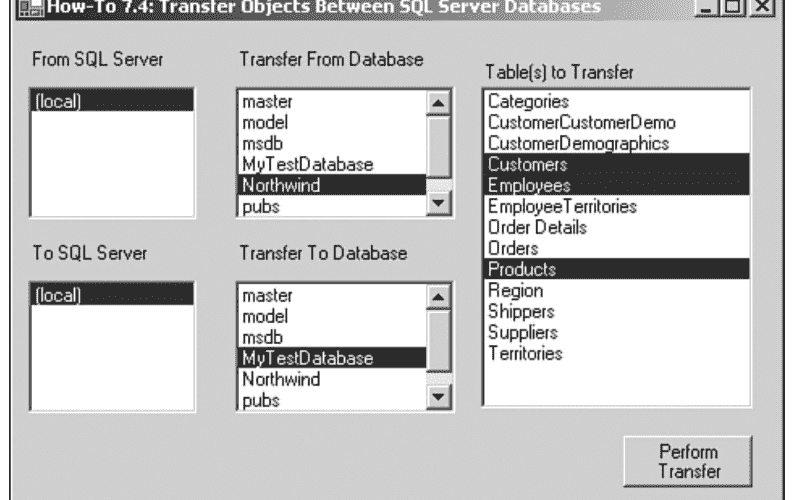 How-To 7.4: Transfer Objects Between SQL Server Databases
From SQL Server
(local)
Transfer From Database
master
model
msdb
MyTestDatabase
Northwind
pubs
Table(s) to Transfer
Categories
CustomerCustomerDemo
CustomerDemographics
Customers
Employees
EmployeeTerritories
Order Details
Orders
Products
Region
Shippers
Suppliers
Territories
To SQL Server
(local)
Transfer To Database
master
model
msdb
MyTestDatabase
Northwind
pubs
Perform
Transfer